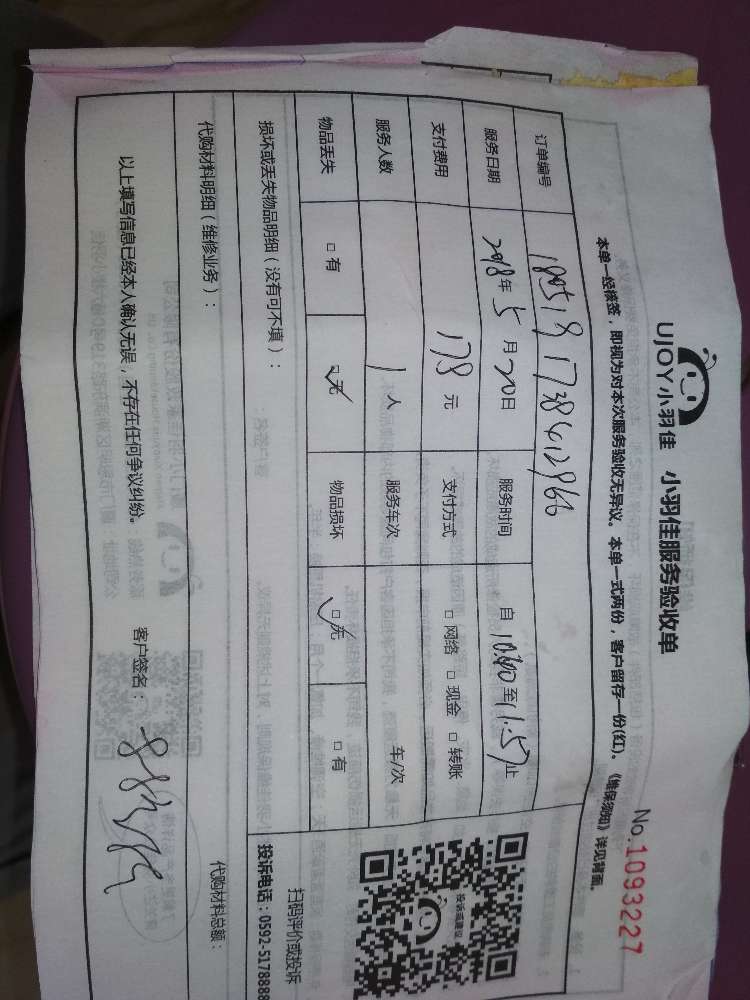 UJOY小羽佳 小羽佳服务验收单
No.1093227
本单一经核签，即视为对本次服务验收无异议。本单一式两份，客户留存一份(红)。《维保须知》详见背面。
订单编号
服务日期 2018年5月20日 服务时间 自 至11:57止
支付费用 178元 支付方式 □网络 □现金 □转账
服务人数 1人 服务车次 车/次
物品丢失 □有 □无 物品损坏 □无 □有
损坏或丢失物品明细（没有可不填）：
代购材料明细（维修业务）： 代购材料总额：
以上填写信息已经本人确认无误，不存在任何争议纠纷。 客户签名：
投诉或建议
扫码评价或投诉
投诉电话：0592-5178888